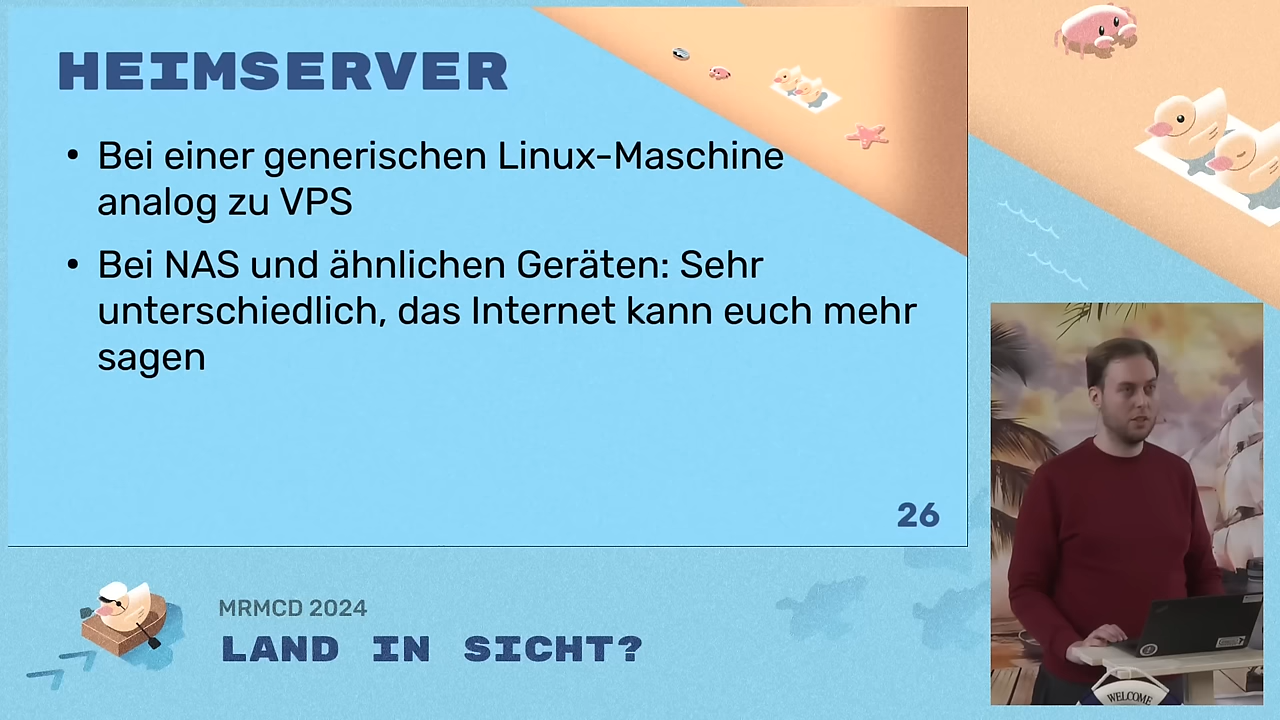 HEIMSERVER
• Bei einer generischen Linux-Maschine
analog zu VPS
• Bei NAS und ähnlichen Geräten: Sehr
unterschiedlich, das Internet kann euch mehr
sagen
26
MRMCD 2024
LAND IN SICHT?
WELCOME